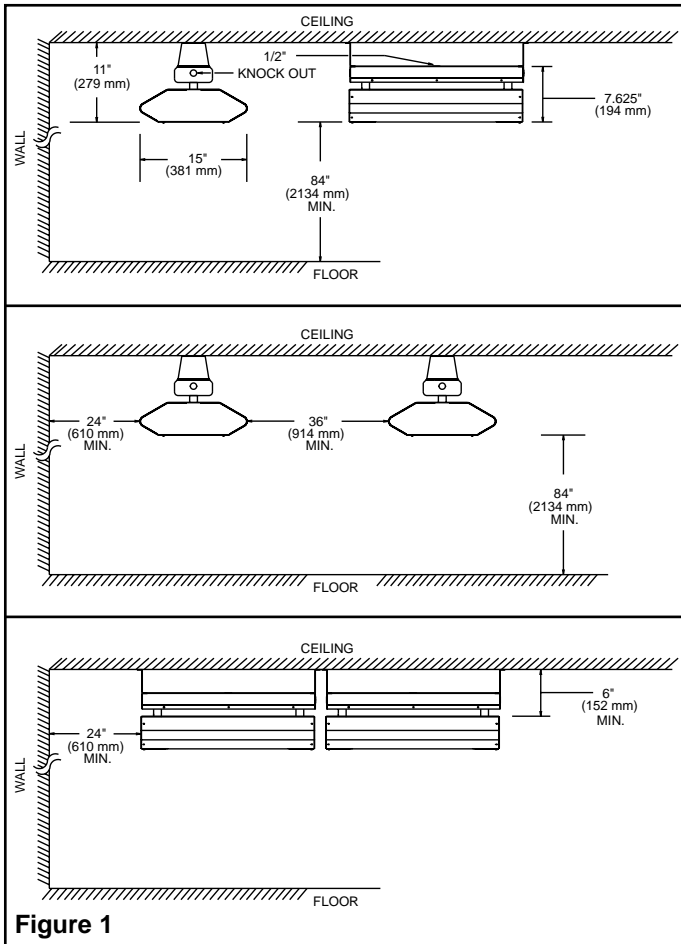 CEILING
11"
(279 mm)
1/2"
KNOCK OUT
7.625"
(194 mm)
WALL
15"
(381 mm)
84"
(2134 mm)
MIN.
FLOOR
CEILING
24"
(610 mm)
MIN.
36"
(914 mm)
MIN.
WALL
84"
(2134 mm)
MIN.
FLOOR
CEILING
6"
(152 mm)
MIN.
24"
(610 mm)
MIN.
WALL
FLOOR
Figure 1